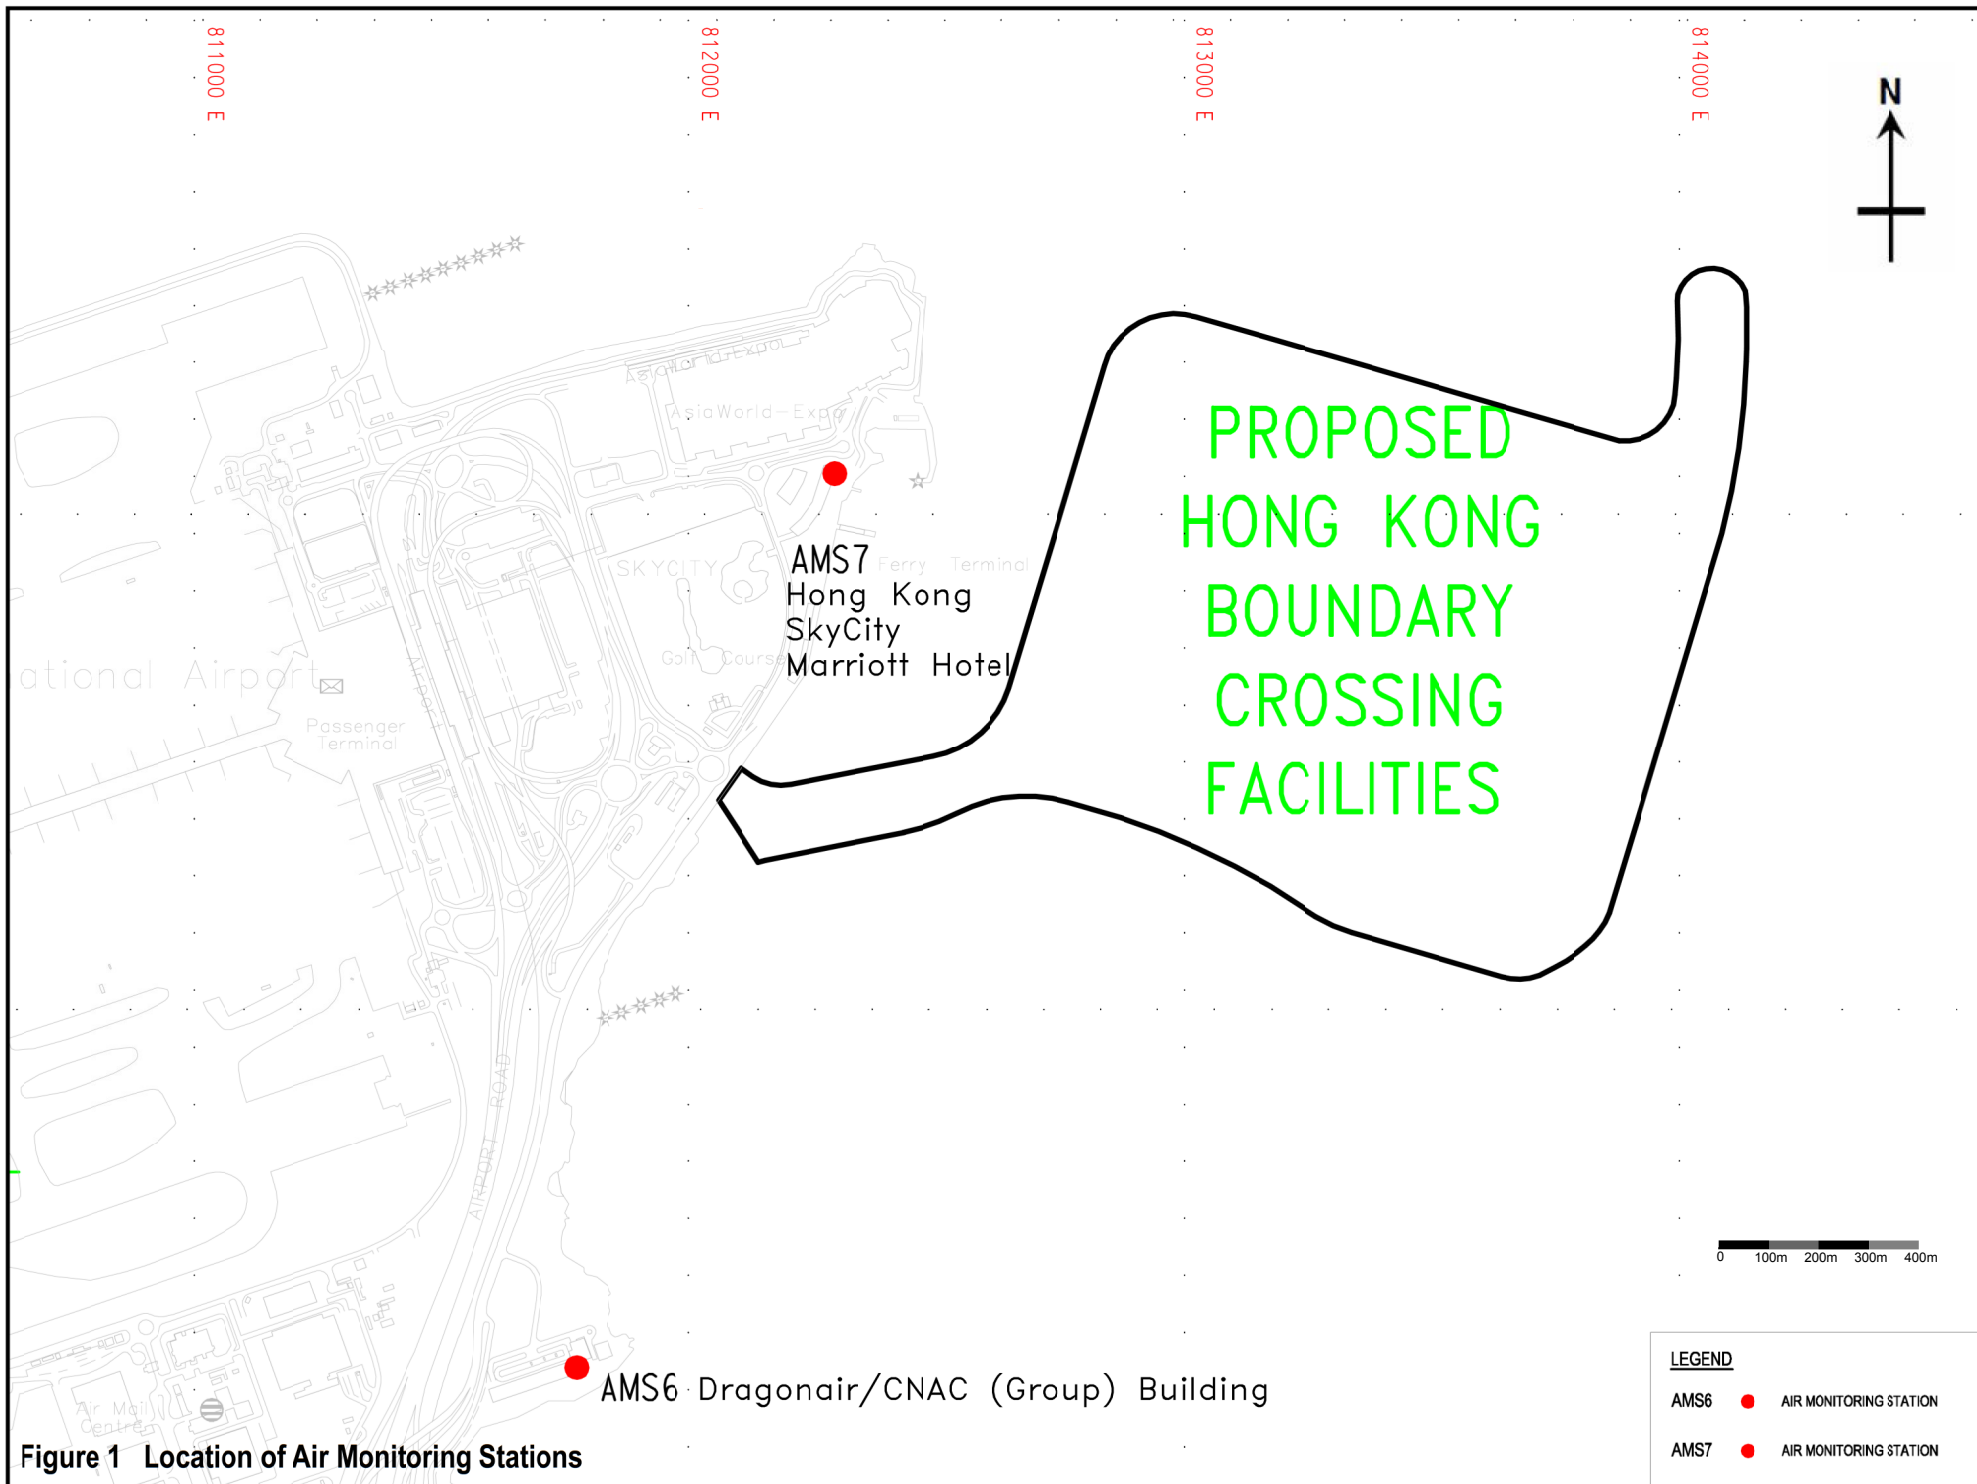 811000 E
812000 E
813000 E
814000 E
N
AsiaWorld-Expo
AsiaWorld-Expo
PROPOSED
HONG KONG
BOUNDARY
CROSSING
FACILITIES
SKYCITY
AMS7
Ferry Terminal
Hong Kong
SkyCity
Marriott Hotel
Golf Course
ational Airport
AIRPORT
Passenger
Terminal
AIRPORT ROAD
0 100m 200m 300m 400m
AMS6 Dragonair/CNAC (Group) Building
Air Mail
Centre
Figure 1 Location of Air Monitoring Stations
LEGEND
AMS6 AIR MONITORING STATION
AMS7 AIR MONITORING STATION